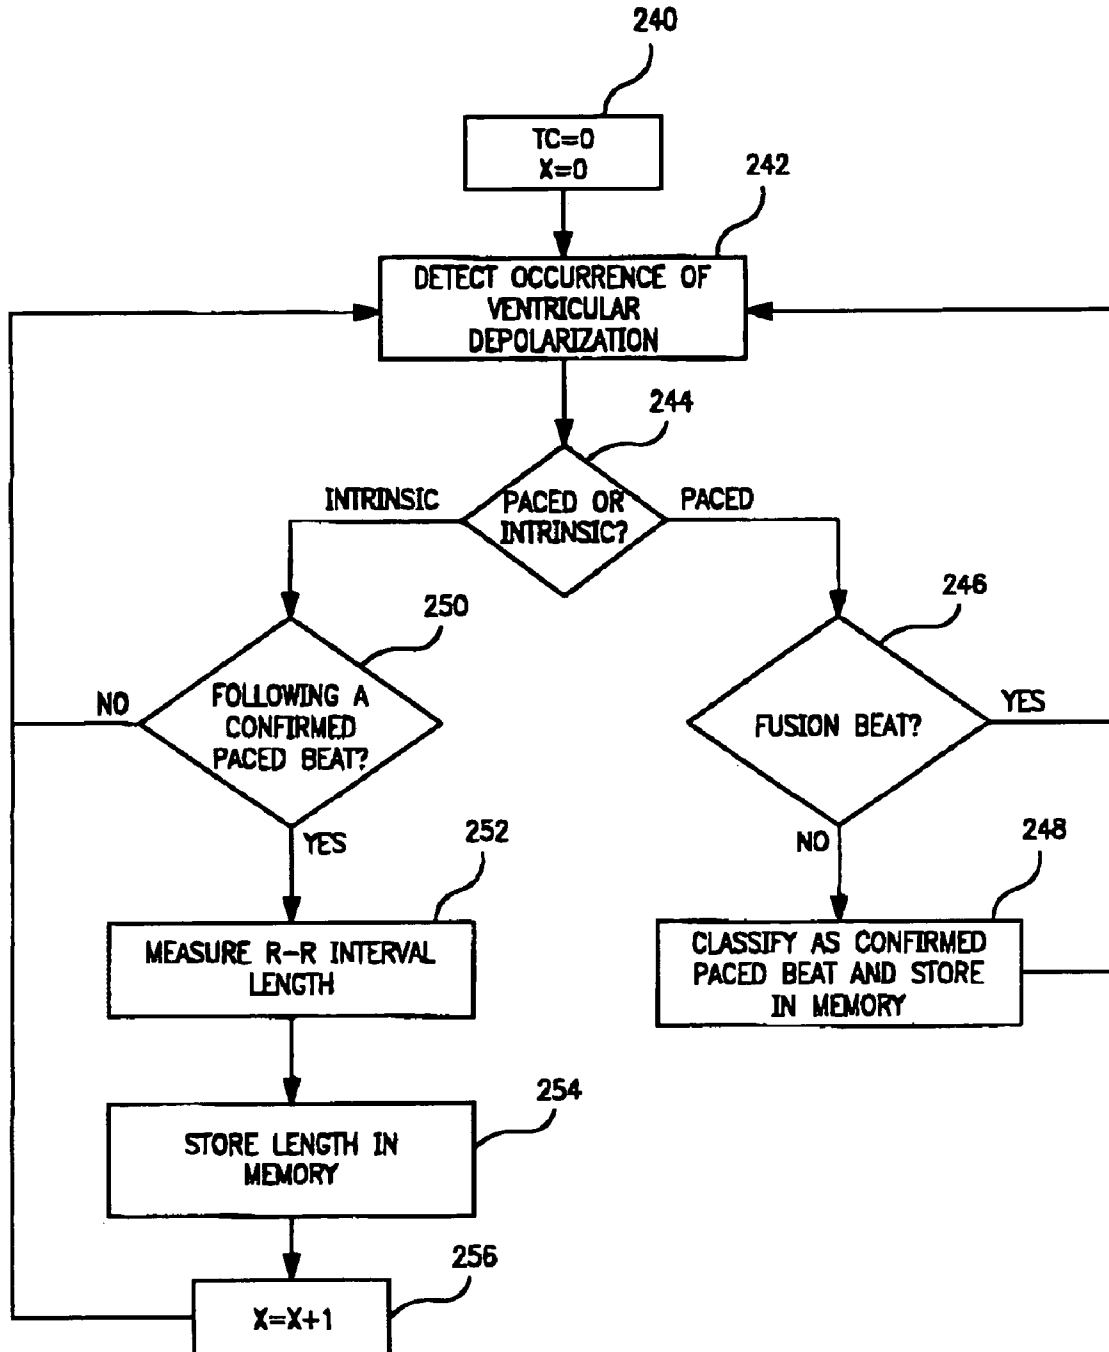 240
TC=0
X=0
242
DETECT OCCURRENCE OF
VENTRICULAR
DEPOLARIZATION
244
INTRINSIC
PACED OR
INTRINSIC?
PACED
250
246
NO
FOLLOWING A
CONFIRMED
PACED BEAT?
FUSION BEAT?
YES
YES
252
NO
248
MEASURE R-R INTERVAL
LENGTH
CLASSIFY AS CONFIRMED
PACED BEAT AND STORE
IN MEMORY
254
STORE LENGTH IN
MEMORY
256
X=X+1